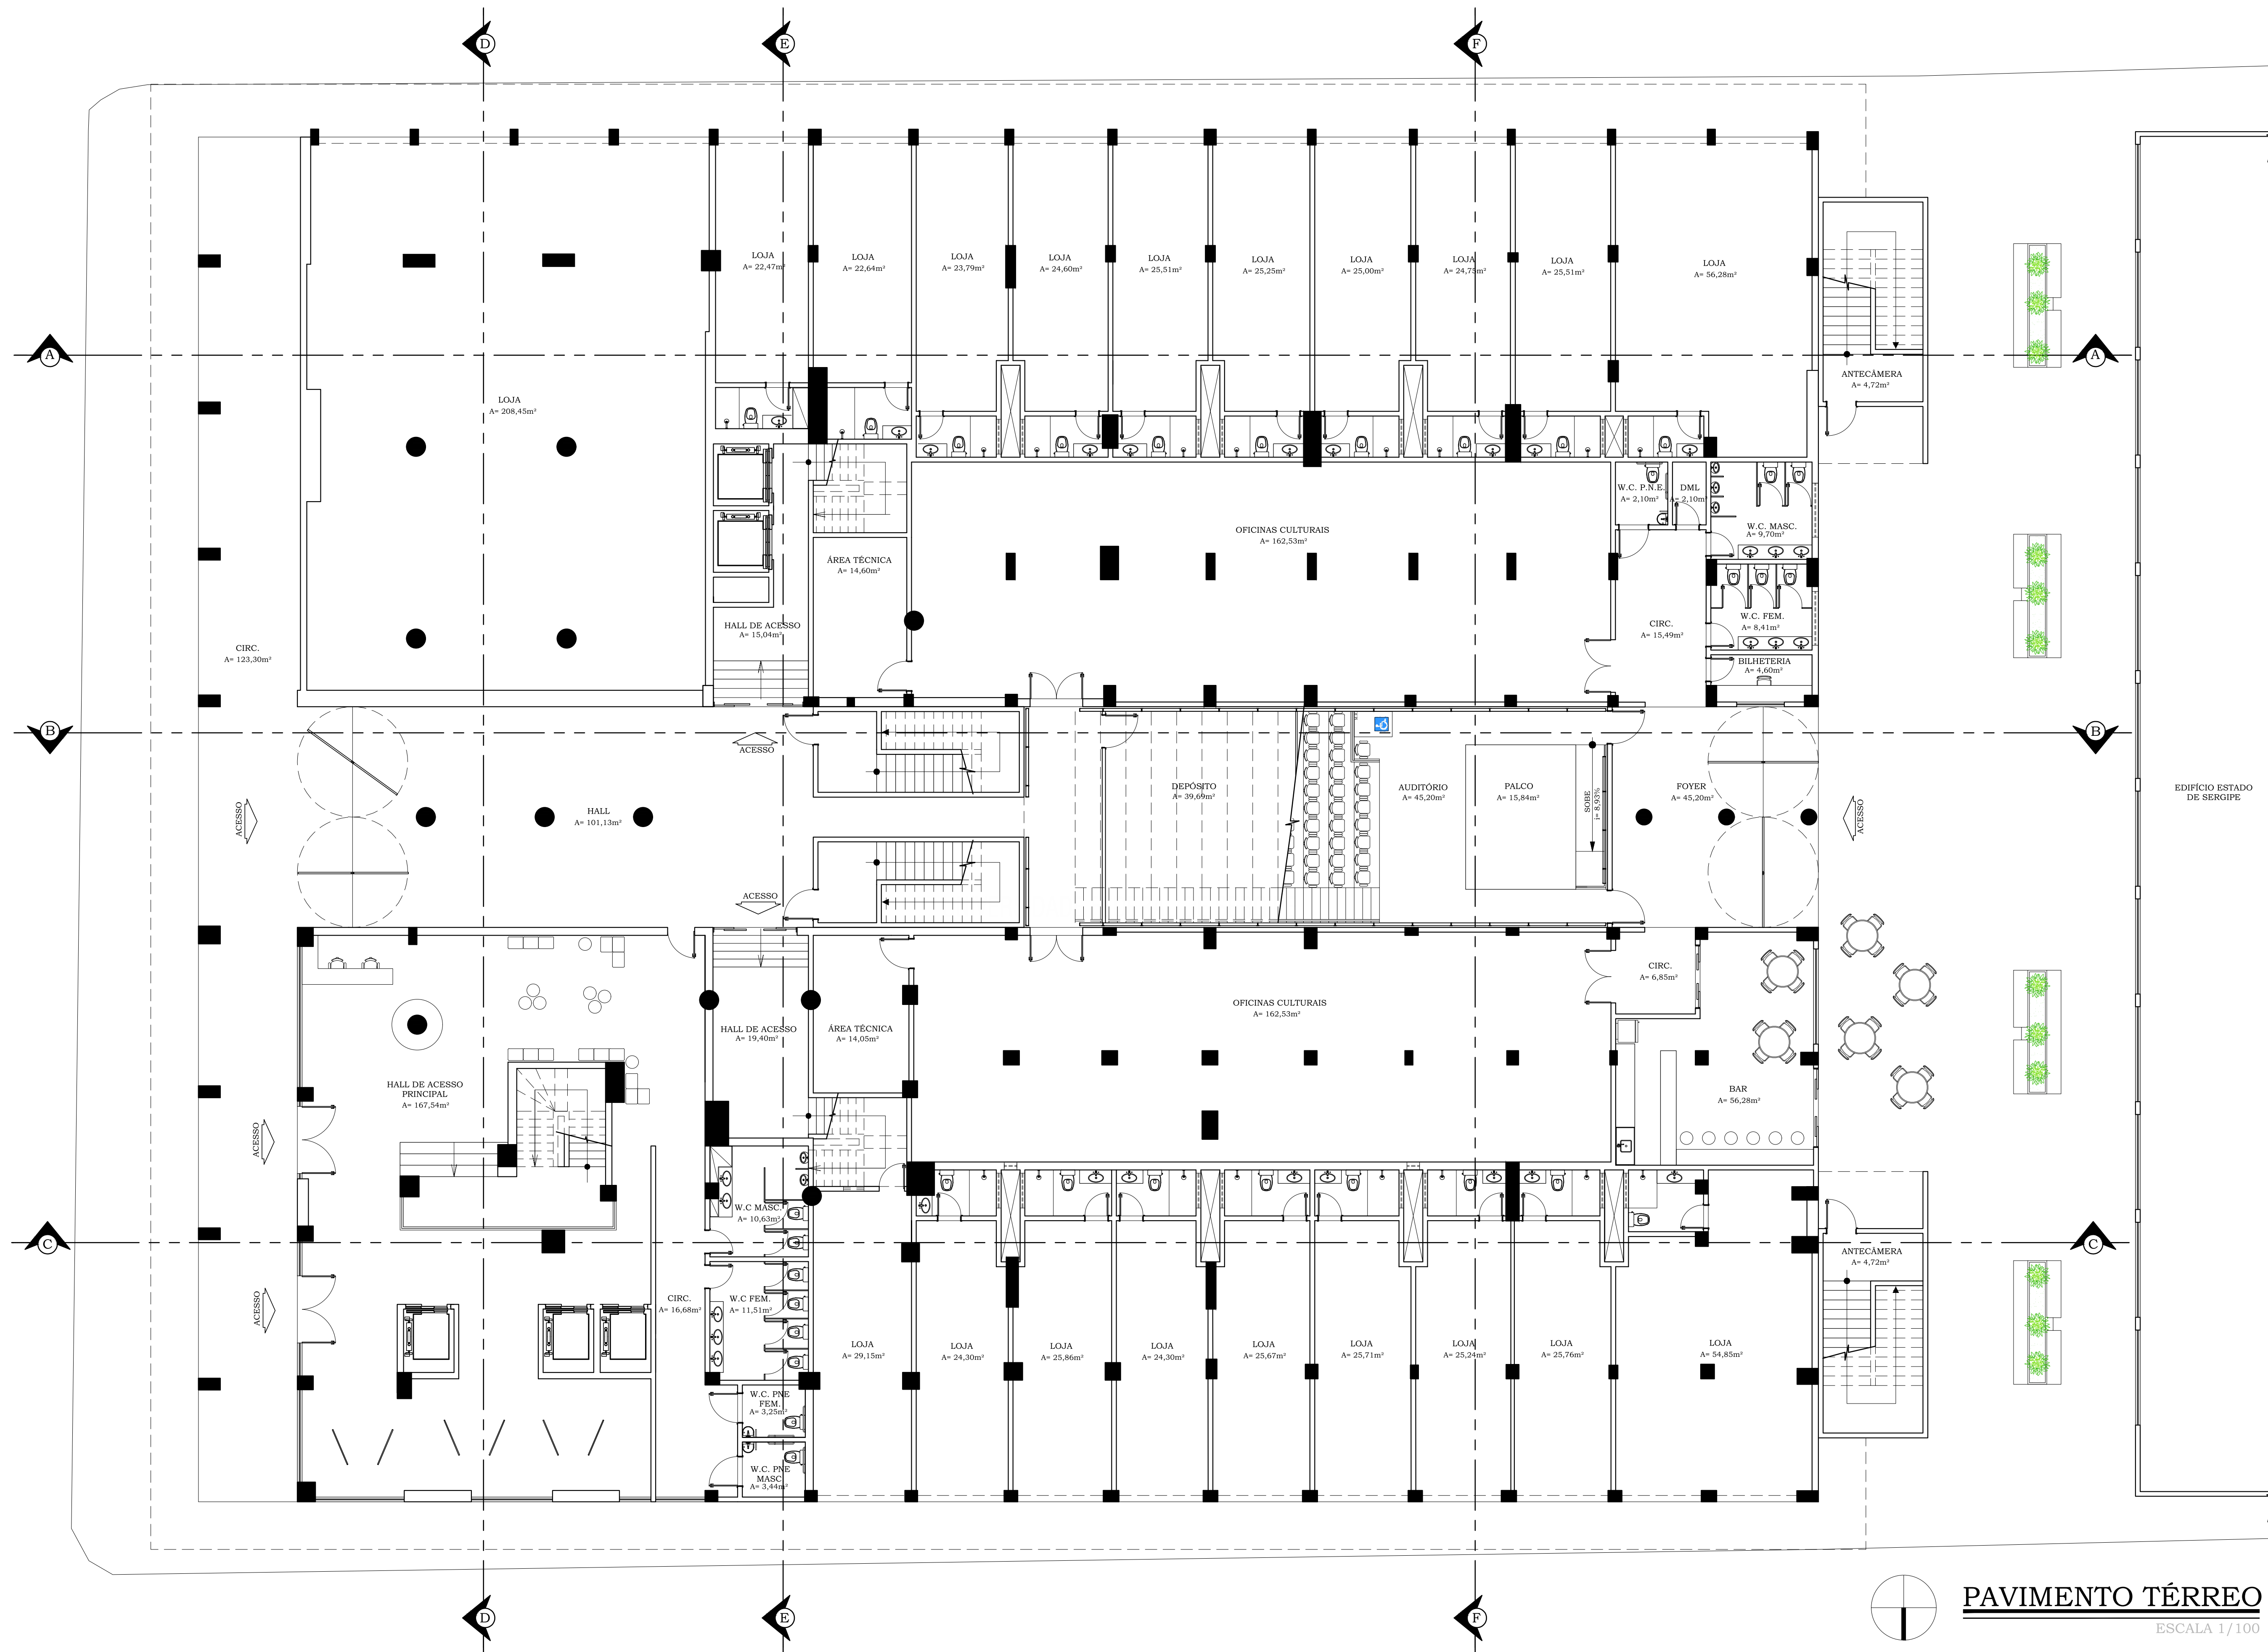 D
E
F
LOJA
A= 22,47m²
LOJA
A= 22,64m²
LOJA
A= 23,79m²
LOJA
A= 24,60m²
LOJA
A= 25,51m²
LOJA
A= 25,25m²
LOJA
A= 25,00m²
LOJA
A= 24,75m²
LOJA
A= 25,51m²
LOJA
A= 56,28m²
A
A
ANTECÂMERA
A= 4,72m²
LOJA
A= 208,45m²
W.C. P.N.E.
A= 2,10m²
DML
A= 2,10m²
W.C. MASC.
A= 9,70m²
OFICINAS CULTURAIS
A= 162,53m²
ÁREA TÉCNICA
A= 14,60m²
HALL DE ACESSO
A= 15,04m²
CIRC.
A= 15,49m²
W.C. FEM.
A= 8,41m²
CIRC.
A= 123,30m²
BILHETERIA
A= 4,60m²
B
B
ACESSO
DEPÓSITO
A= 39,69m²
AUDITÓRIO
A= 45,20m²
PALCO
A= 15,84m²
SOBE
i= 8,93%
FOYER
A= 45,20m²
EDIFÍCIO ESTADO
DE SERGIPE
ACESSO
HALL
A= 101,13m²
ACESSO
ACESSO
CIRC.
A= 6,85m²
OFICINAS CULTURAIS
A= 162,53m²
HALL DE ACESSO
A= 19,40m²
ÁREA TÉCNICA
A= 14,05m²
HALL DE ACESSO
PRINCIPAL
A= 167,54m²
BAR
A= 56,28m²
ACESSO
W.C MASC.
A= 10,63m²
C
C
ANTECÂMERA
A= 4,72m²
ACESSO
CIRC.
A= 16,68m²
W.C FEM.
A= 11,51m²
LOJA
A= 29,15m²
LOJA
A= 24,30m²
LOJA
A= 25,86m²
LOJA
A= 24,30m²
LOJA
A= 25,67m²
LOJA
A= 25,71m²
LOJA
A= 25,24m²
LOJA
A= 25,76m²
LOJA
A= 54,85m²
W.C. PNE
FEM.
A= 3,25m²
W.C. PNE
MASC.
A= 3,44m²
D
E
F
PAVIMENTO TÉRREO
ESCALA 1/100